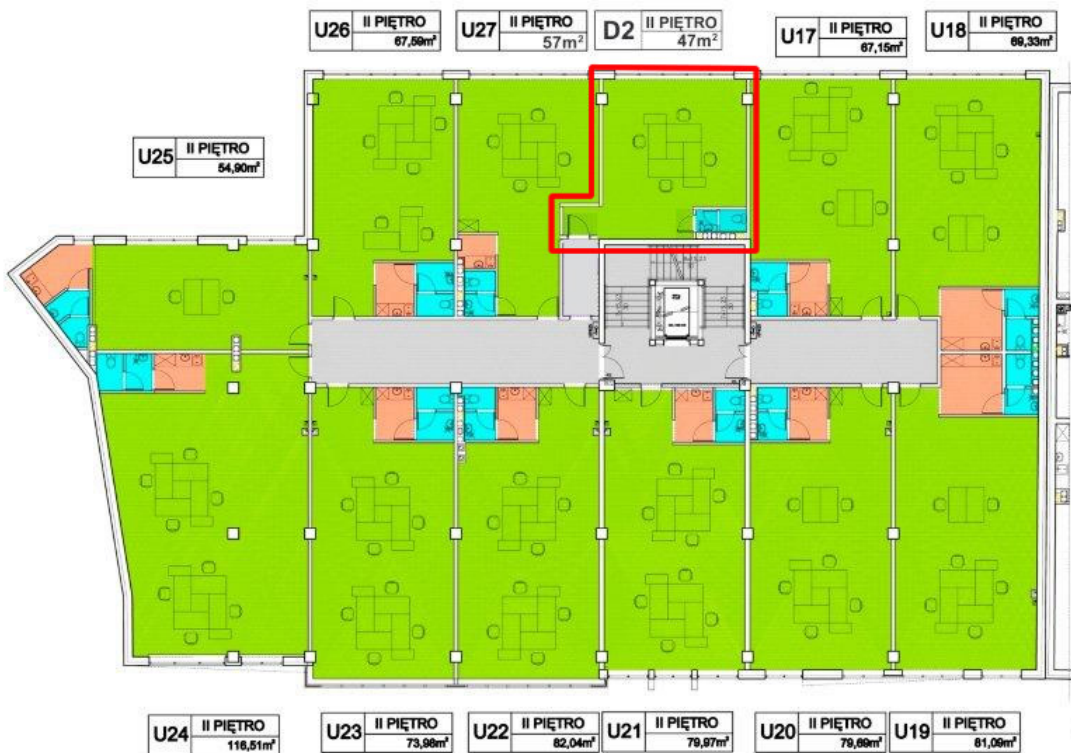 U26 II PIĘTRO 67,59m²
U27 II PIĘTRO 57m²
D2 II PIĘTRO 47m²
U17 II PIĘTRO 67,15m²
U18 II PIĘTRO 69,33m²
U25 II PIĘTRO 54,90m²
U24 II PIĘTRO 116,51m²
U23 II PIĘTRO 73,98m²
U22 II PIĘTRO 82,04m²
U21 II PIĘTRO 79,97m²
U20 II PIĘTRO 79,69m²
U19 II PIĘTRO 81,09m²